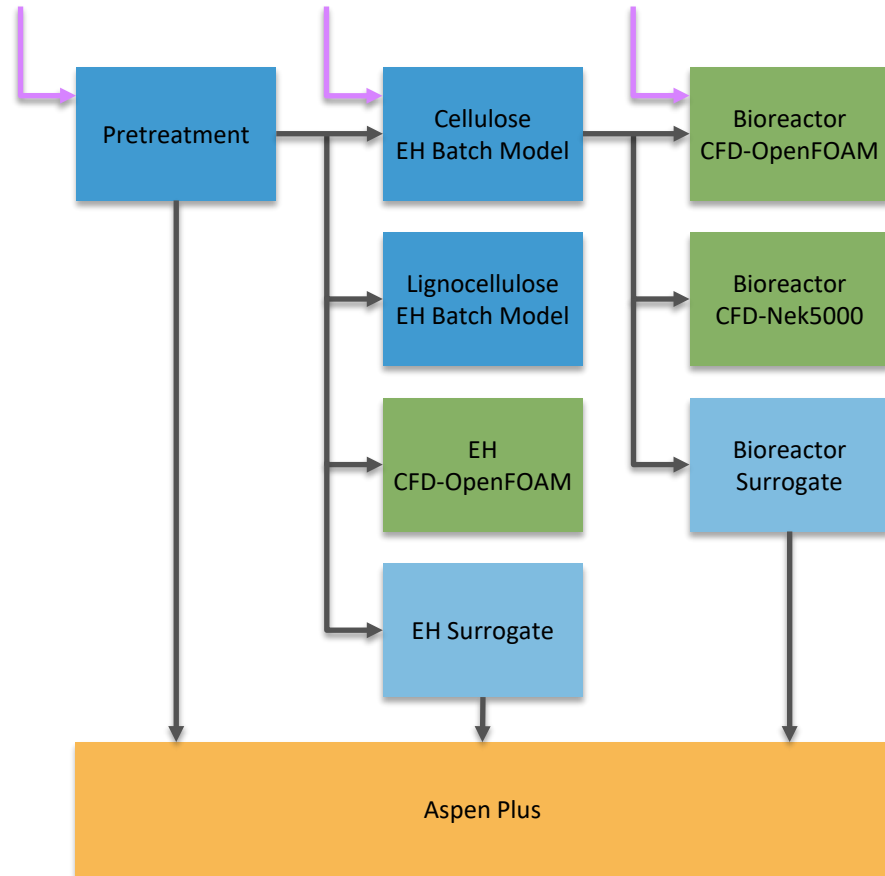 Pretreatment
Cellulose
EH Batch Model
Bioreactor
CFD-OpenFOAM
Lignocellulose
EH Batch Model
Bioreactor
CFD-Nek5000
EH
CFD-OpenFOAM
Bioreactor
Surrogate
EH Surrogate
Aspen Plus